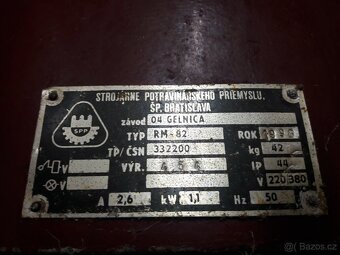 STROJÁRNE POTRAVINÁRSKEHO PRIEMYSLU.
ŠP. BRATISLAVA
SPP
závod 04 GELNICA
TYP RM-82 ROK
TP/ČSN 332200 kg 42
VÝR. IP 44
V V 220 380
A 2,6 kW 1,1 Hz 50
Bazoš.cz